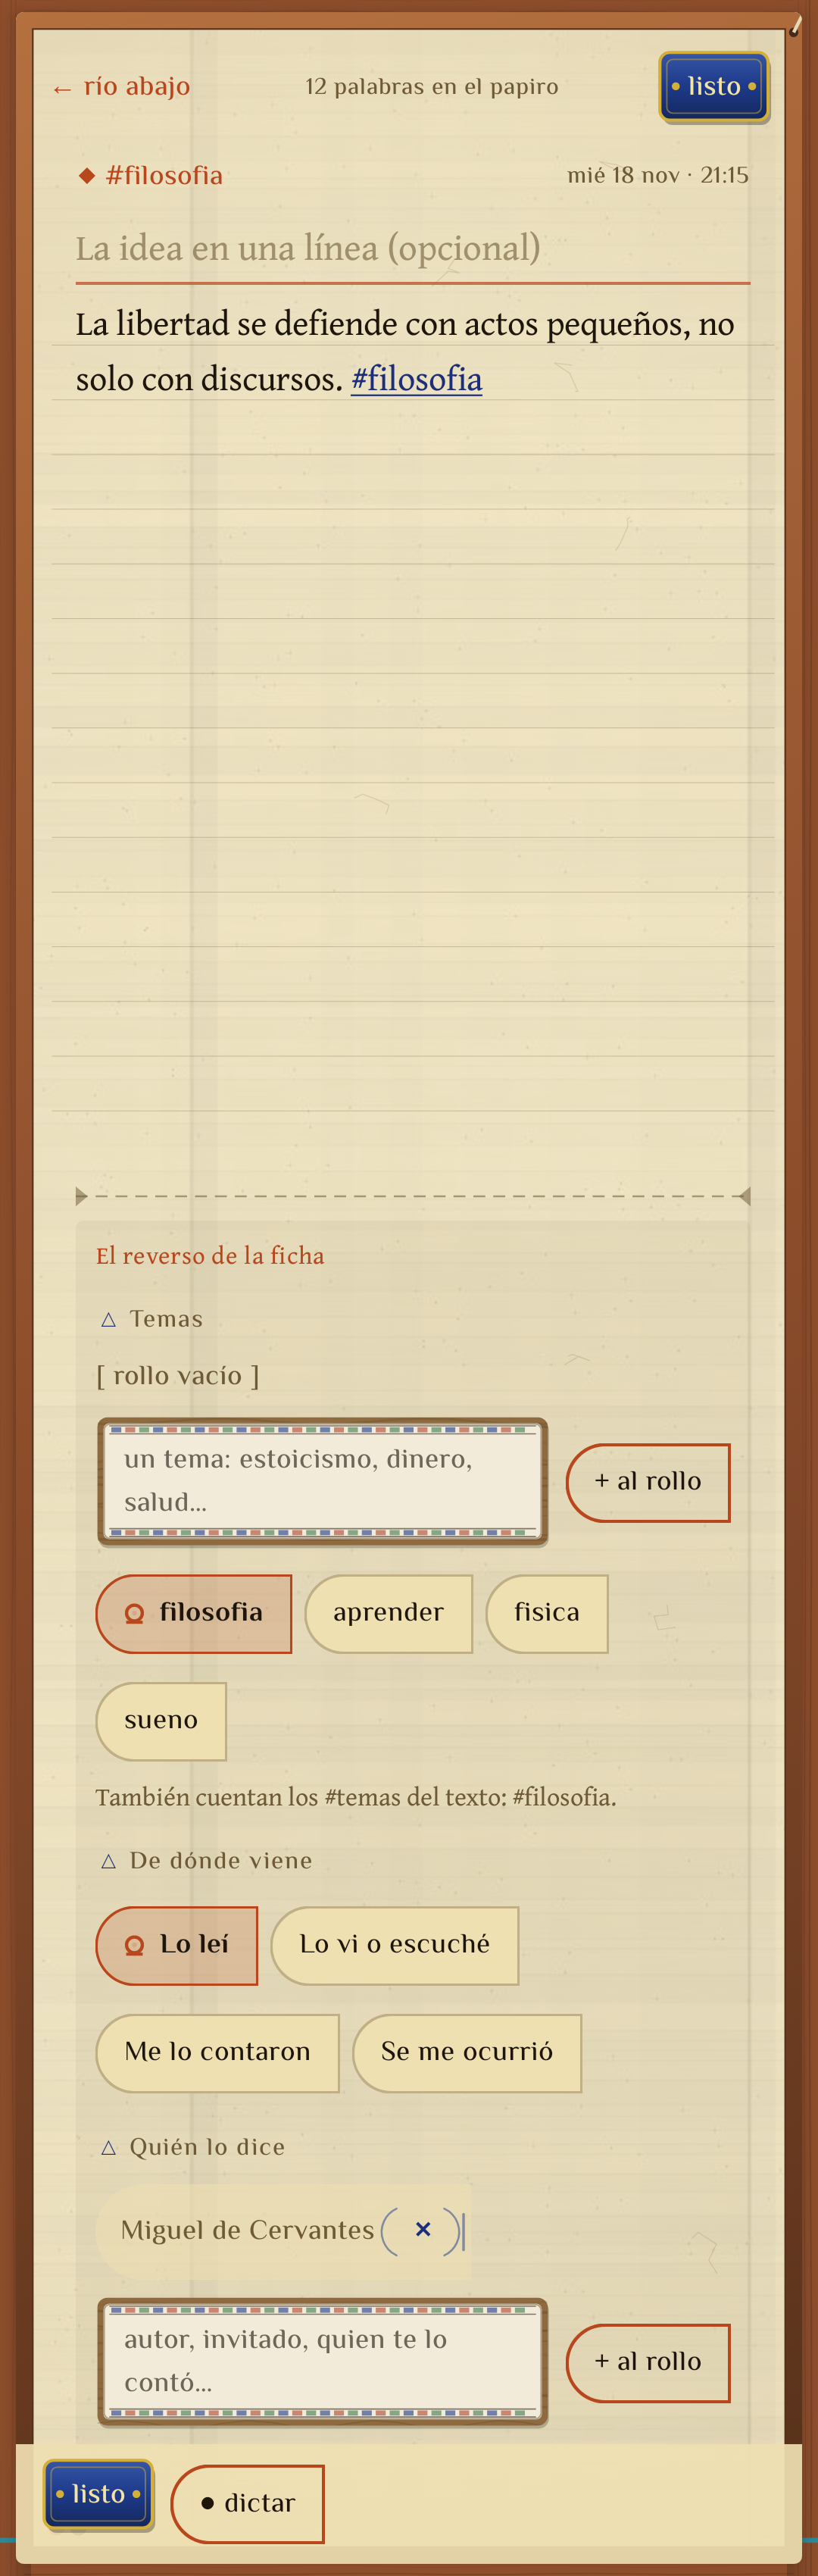 ← río abajo
12 palabras en el papiro
listo
#filosofia
mié 18 nov · 21:15
La idea en una línea (opcional)
La libertad se defiende con actos pequeños, no
solo con discursos. #filosofia
El reverso de la ficha
△ Temas
[ rollo vacío ]
un tema: estoicismo, dinero,
salud...
+ al rollo
filosofia
aprender
fisica
sueno
También cuentan los #temas del texto: #filosofia.
△ De dónde viene
Lo leí
Lo vi o escuché
Me lo contaron
Se me ocurrió
△ Quién lo dice
Miguel de Cervantes ×
autor, invitado, quien te lo
contó...
+ al rollo
listo
dictar